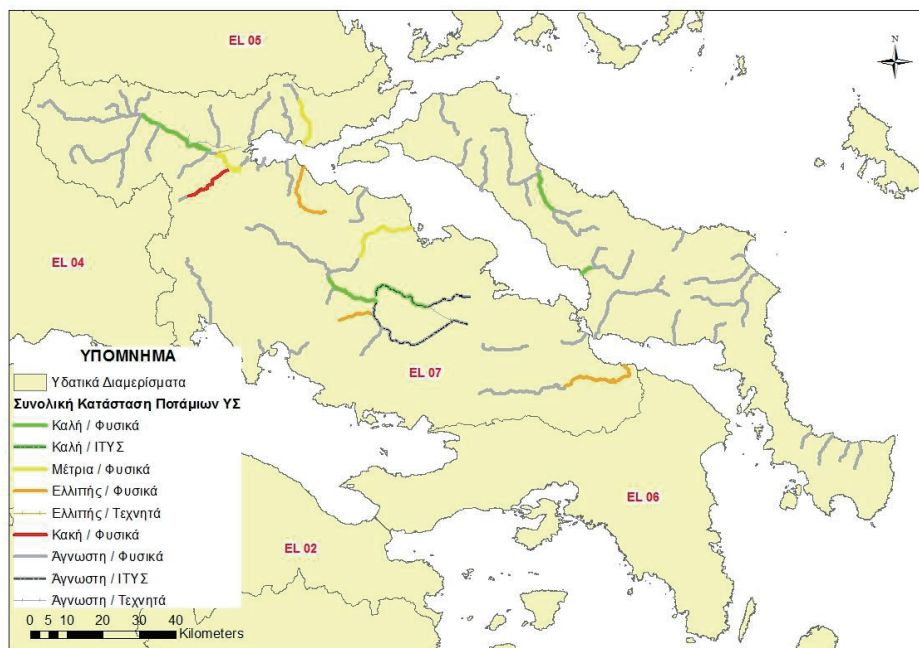 EL 05
N
EL 04
EL 07
EL 06
EL 02
ΥΠΟΜΝΗΜΑ
Υδατικά Διαμερίσματα
Συνολική Κατάσταση Ποτάμιων ΥΣ
Καλή / Φυσικά
Καλή / ΙΤΥΣ
Μέτρια / Φυσικά
Ελλιπής / Φυσικά
Ελλιπής / Τεχνητά
Κακή / Φυσικά
Άγνωστη / Φυσικά
Άγνωστη / ΙΤΥΣ
Άγνωστη / Τεχνητά
0 5 10 20 30 40
Kilometers